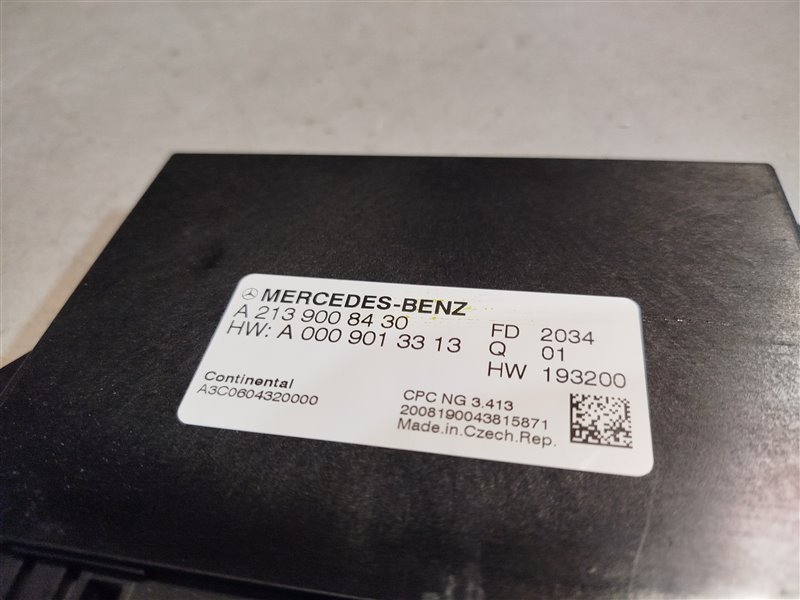 MERCEDES-BENZ
A 213 900 84 30
HW: A 000 901 33 13
FD 2034
Q 01
HW 193200
Continental
A3C0604320000
CPC NG 3.413
2008190043815871
Made.in.Czech.Rep.